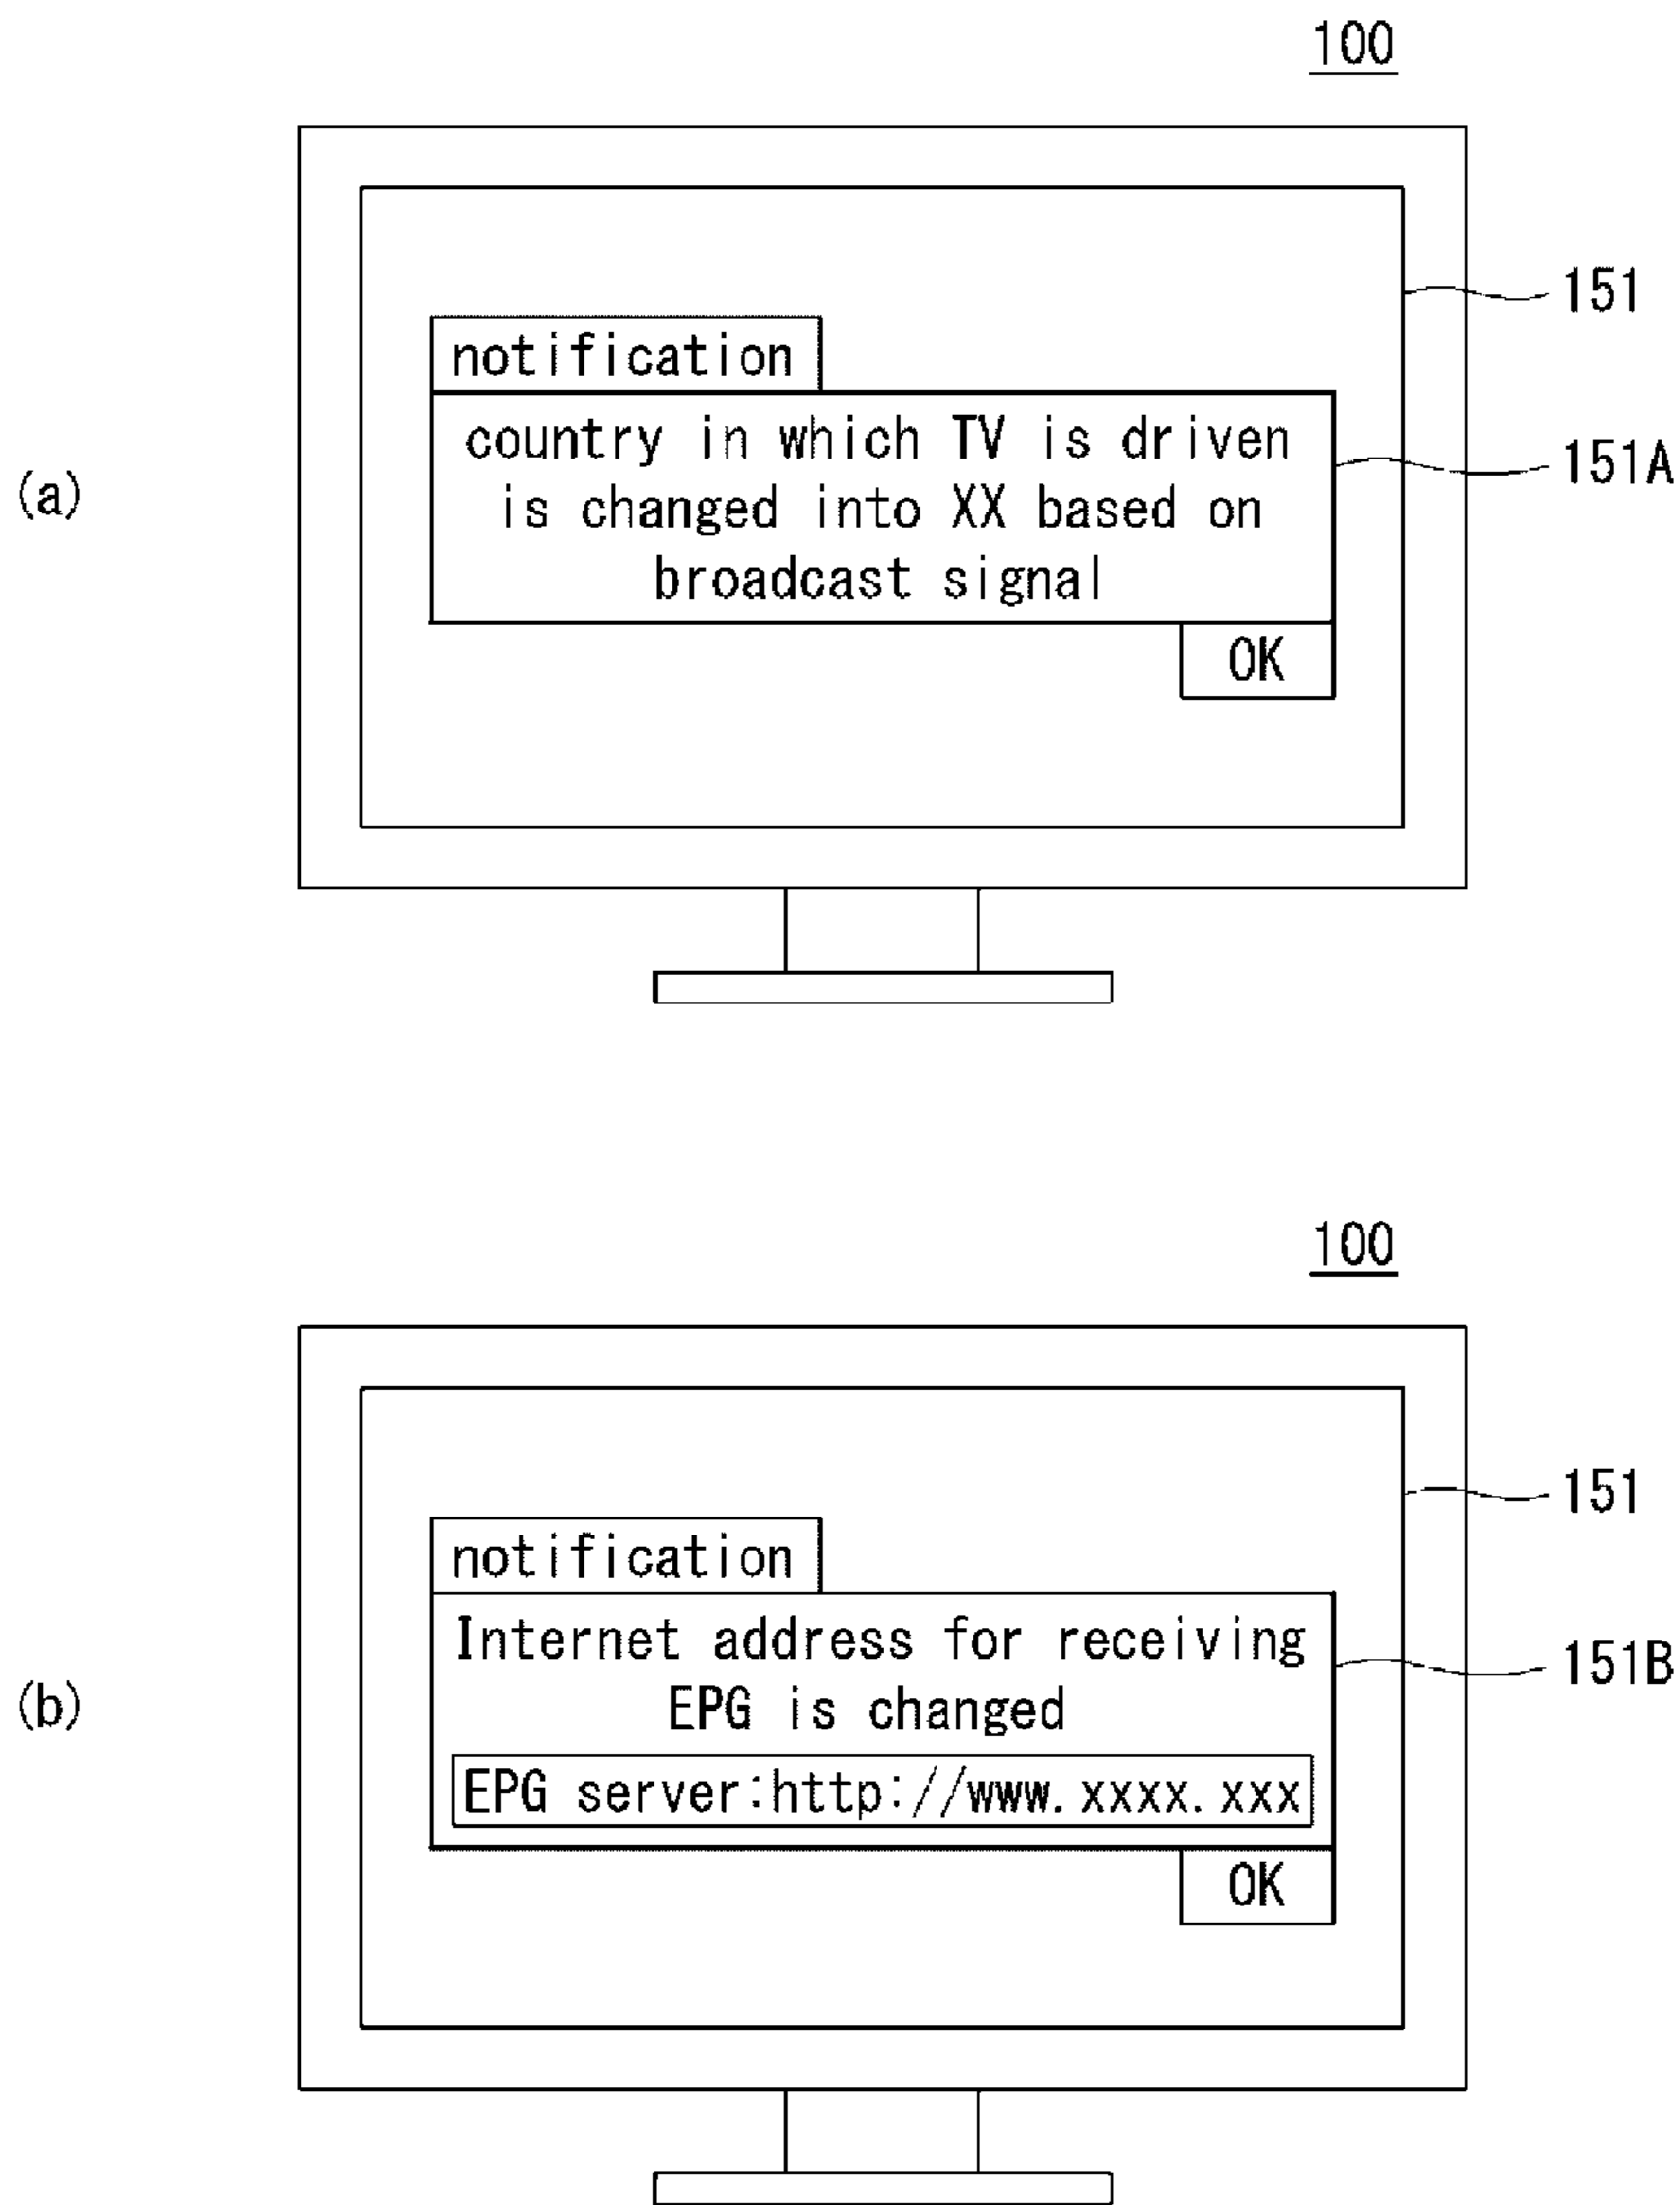 100
151
notification
country in which TV is driven
is changed into XX based on
broadcast signal
151A
(a)
OK
100
151
notification
Internet address for receiving
EPG is changed
151B
(b)
EPG server:http://www.xxxx.xxx
OK